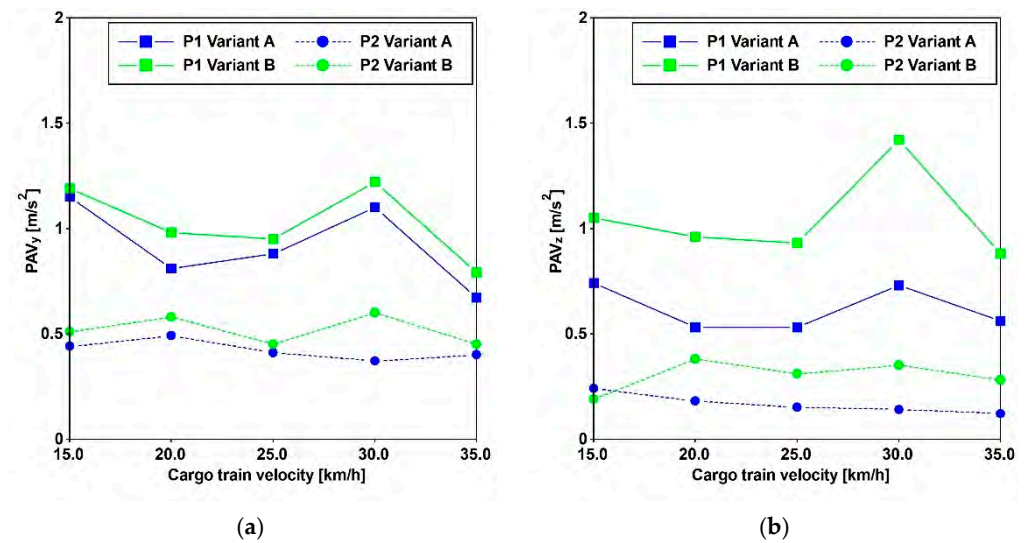 2
P1 Variant A P2 Variant A
P1 Variant B P2 Variant B
1.5
1
0.5
0
PAVy [m/s²]
15.0 20.0 25.0 30.0 35.0
Cargo train velocity [km/h]
(a)
2
P1 Variant A P2 Variant A
P1 Variant B P2 Variant B
1.5
1
0.5
0
PAVz [m/s²]
15.0 20.0 25.0 30.0 35.0
Cargo train velocity [km/h]
(b)